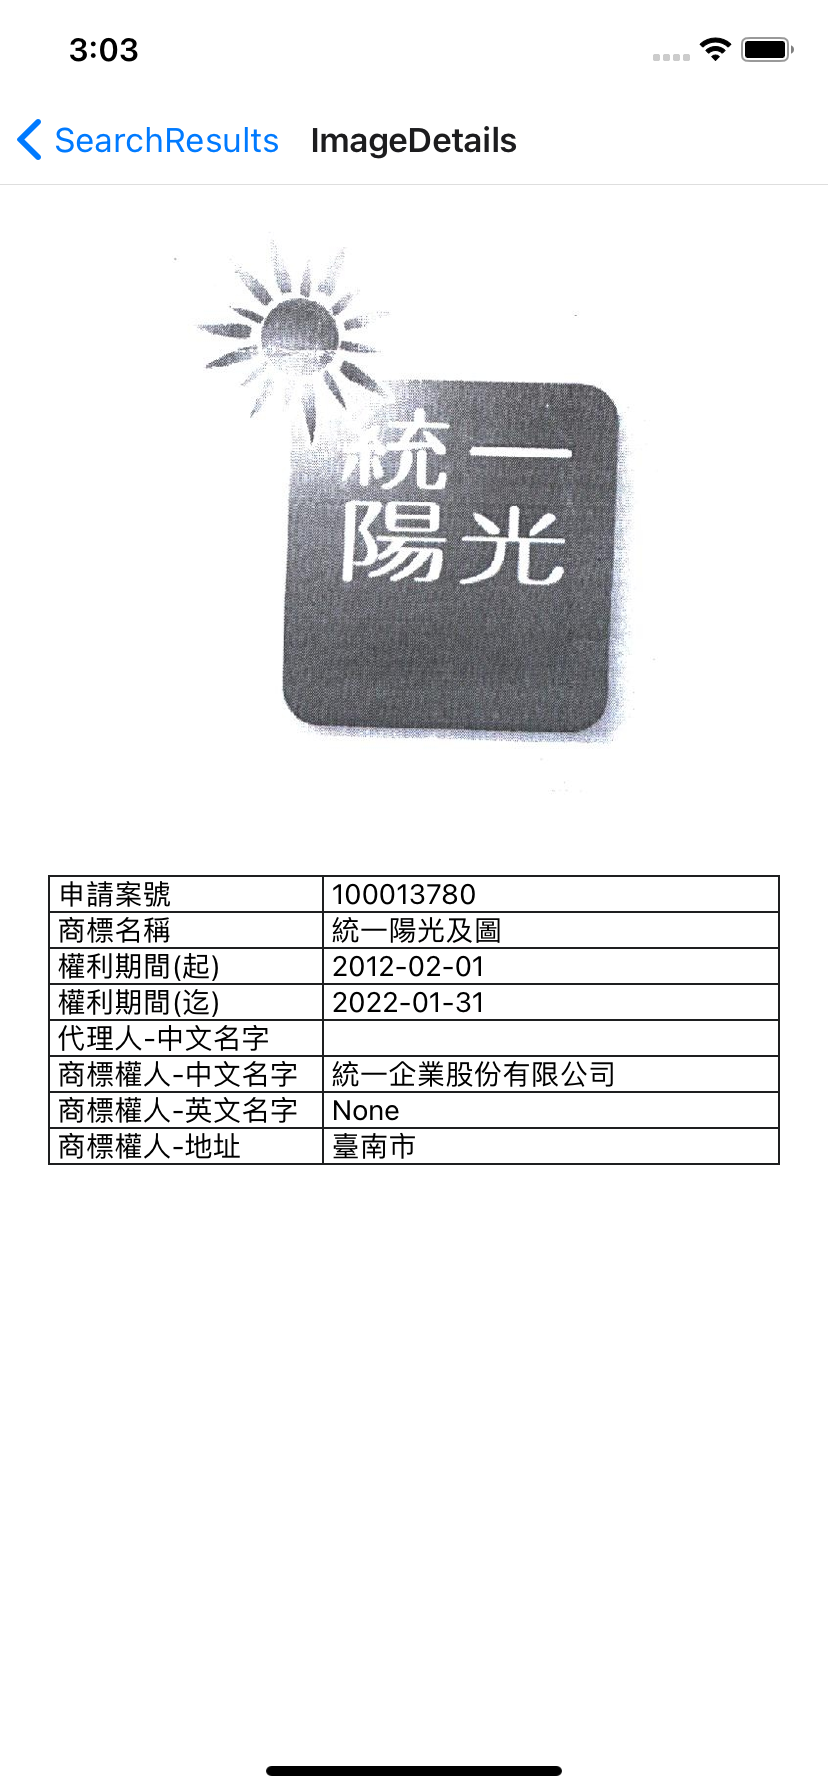 3:03
SearchResults ImageDetails
統一
陽光
申請案號 100013780
商標名稱 統一陽光及圖
權利期間(起) 2012-02-01
權利期間(迄) 2022-01-31
代理人-中文名字
商標權人-中文名字 統一企業股份有限公司
商標權人-英文名字 None
商標權人-地址 臺南市